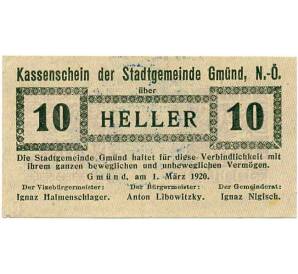 Kassenschein der Stadtgemeinde Gmünd, N.-Ö.
über
10 HELLER 10
Die Stadtgemeinde Gmünd haftet für diese Verbindlichkeit mit
ihrem ganzen beweglichen und unbeweglichen Vermögen.
Gmünd, am 1. März 1920.
Der Vizebürgermeister: Der Bürgermeister: Der Gemeinderat:
Ignaz Haimenschlager. Anton Libowitzky. Ignaz Nigisch.